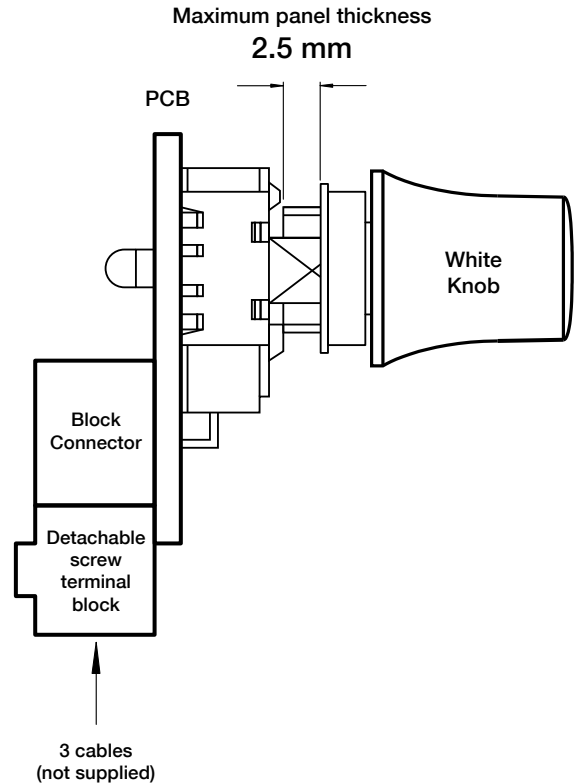 Maximum panel thickness
2.5 mm
PCB
White
Knob
Block
Connector
Detachable
screw
terminal
block
3 cables
(not supplied)